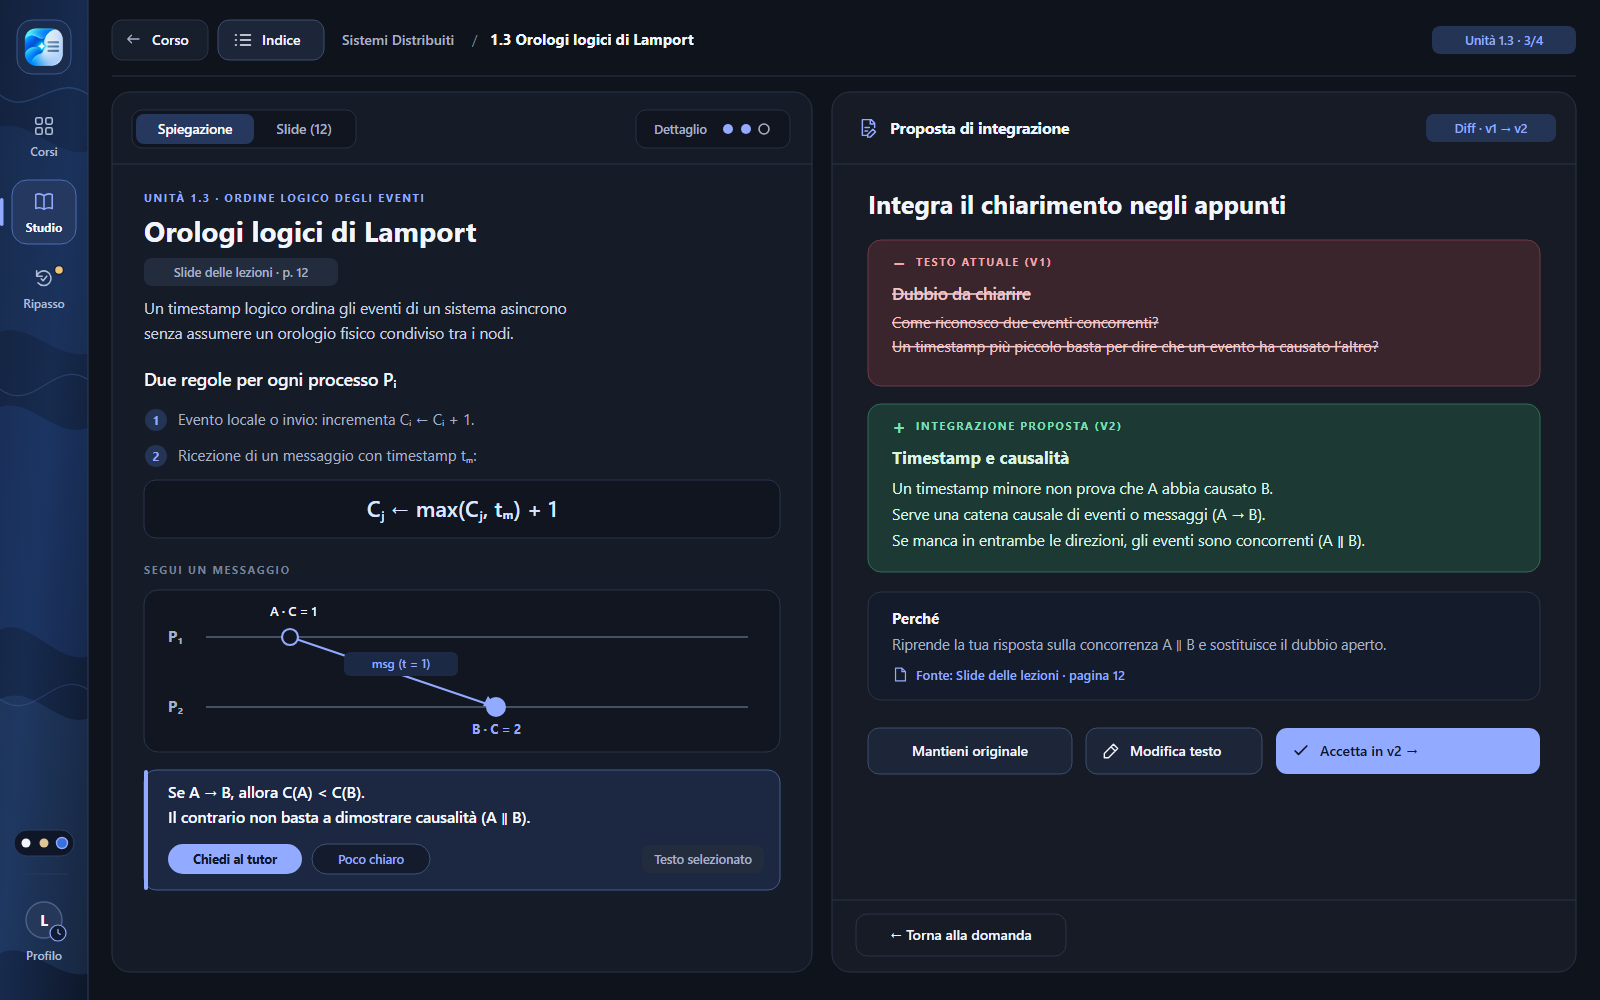 Corso
Indice
Sistemi Distribuiti / 1.3 Orologi logici di Lamport
Unità 1.3 · 3/4
Corsi
Studio
Ripasso
L
Profilo
Spiegazione
Slide (12)
Dettaglio
UNITÀ 1.3 · ORDINE LOGICO DEGLI EVENTI
Orologi logici di Lamport
Slide delle lezioni · p. 12
Un timestamp logico ordina gli eventi di un sistema asincrono
senza assumere un orologio fisico condiviso tra i nodi.
Due regole per ogni processo Pᵢ
1 Evento locale o invio: incrementa Cᵢ ← Cᵢ + 1.
2 Ricezione di un messaggio con timestamp tₘ:
Cⱼ ← max(Cⱼ, tₘ) + 1
SEGUI UN MESSAGGIO
A · C = 1
P₁
msg (t = 1)
P₂
B · C = 2
Se A → B, allora C(A) < C(B).
Il contrario non basta a dimostrare causalità (A ∥ B).
Chiedi al tutor
Poco chiaro
Testo selezionato
Proposta di integrazione
Diff · v1 → v2
Integra il chiarimento negli appunti
− TESTO ATTUALE (V1)
Dubbio da chiarire
Come riconosco due eventi concorrenti?
Un timestamp più piccolo basta per dire che un evento ha causato l'altro?
+ INTEGRAZIONE PROPOSTA (V2)
Timestamp e causalità
Un timestamp minore non prova che A abbia causato B.
Serve una catena causale di eventi o messaggi (A → B).
Se manca in entrambe le direzioni, gli eventi sono concorrenti (A ∥ B).
Perché
Riprende la tua risposta sulla concorrenza A ∥ B e sostituisce il dubbio aperto.
Fonte: Slide delle lezioni · pagina 12
Mantieni originale
Modifica testo
Accetta in v2 →
← Torna alla domanda